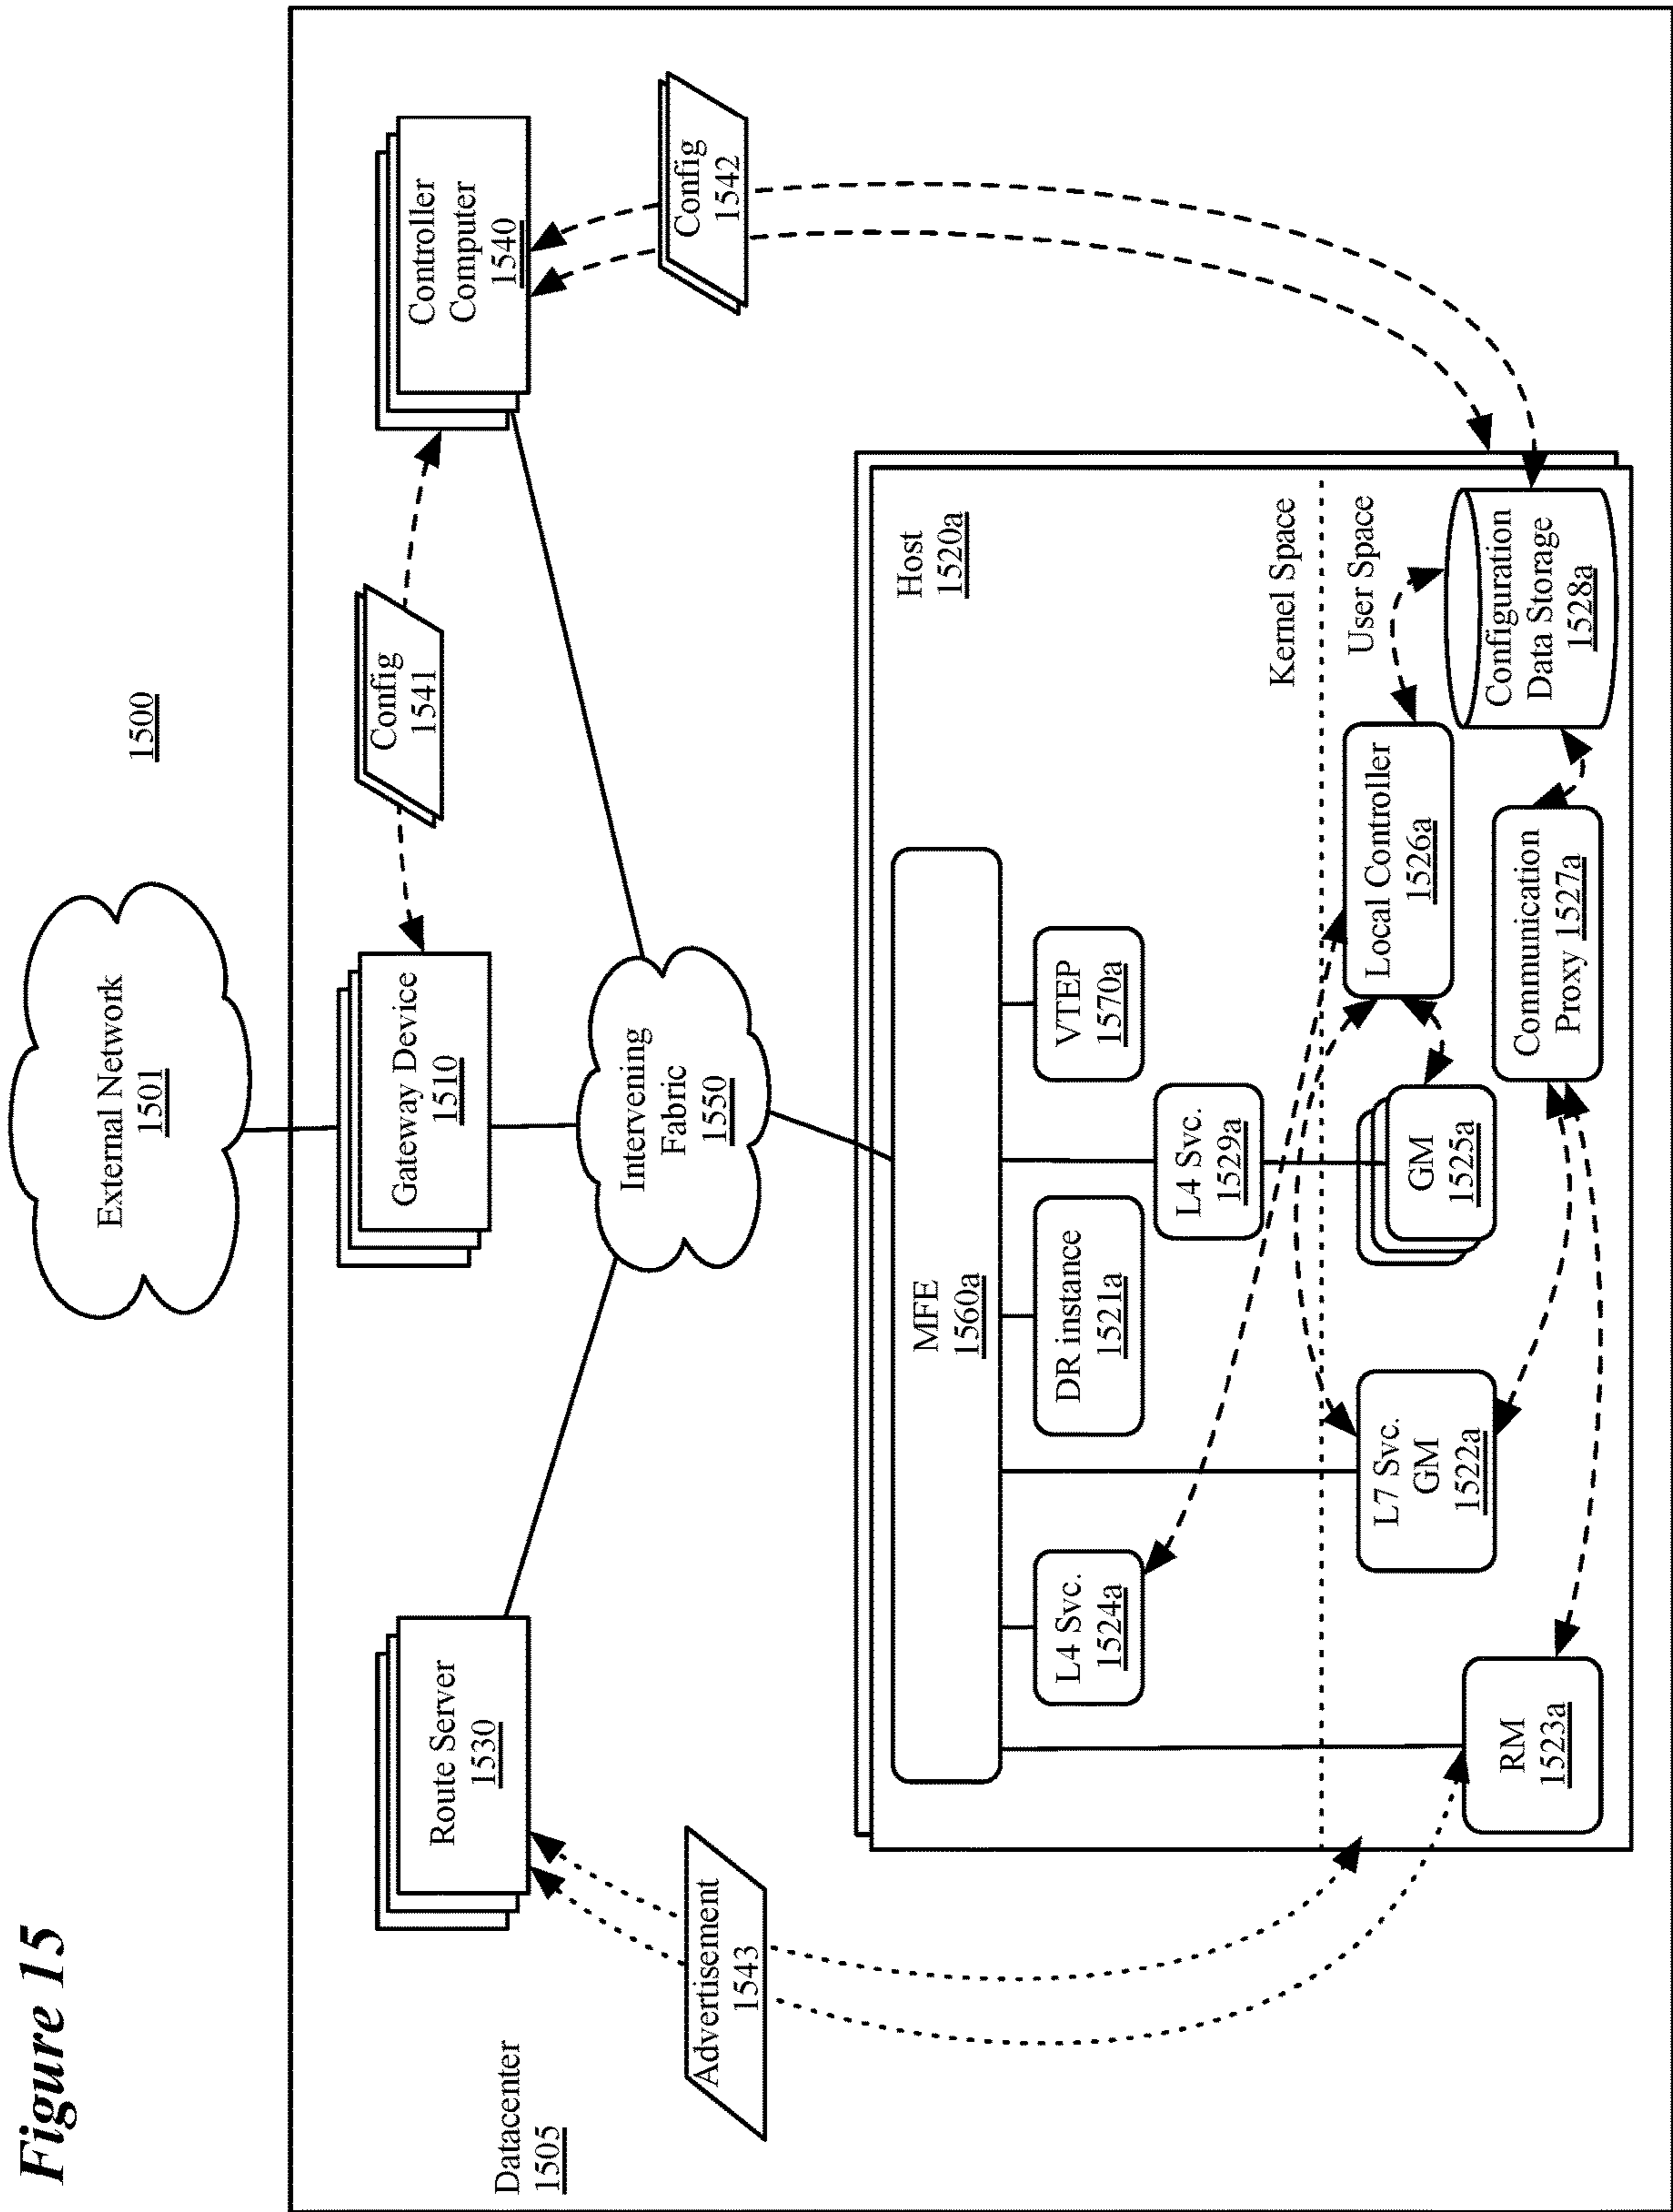 Figure 15
1500
External Network
1501
Datacenter
1505
Route Server
1530
Gateway Device
1510
Config
1541
Controller
Computer
1540
Advertisement
1543
Intervening
Fabric
1550
Config
1542
Host
1520a
MFE
1560a
L4 Svc.
1524a
DR instance
1521a
VTEP
1570a
L4 Svc.
1529a
Kernel Space
User Space
L7 Svc.
GM
1522a
GM
1525a
Local Controller
1526a
RM
1523a
Communication
Proxy 1527a
Configuration
Data Storage
1528a